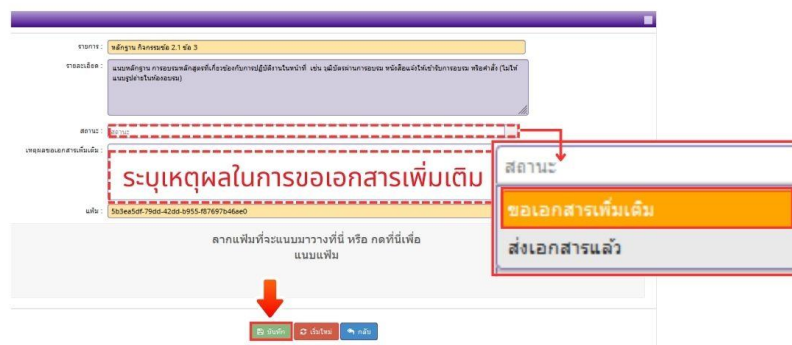 รายการ : หลักฐาน กิจกรรมข้อ 2.1 ข้อ 3
รายละเอียด : แนบหลักฐาน การอบรมหลักสูตรที่เกี่ยวข้องกับการปฏิบัติงานในหน้าที่ เช่น วุฒิบัตรผ่านการอบรม หนังสือแจ้งให้เข้ารับการอบรม หรือคำสั่ง (ไม่ให้
แนบรูปถ่ายในห้องอบรม)
สถานะ : สถานะ
เหตุผลขอเอกสารเพิ่มเติม :
ระบุเหตุผลในการขอเอกสารเพิ่มเติม
สถานะ
ขอเอกสารเพิ่มเติม
ส่งเอกสารแล้ว
แฟ้ม : 5b3ea5df-79dd-42dd-b955-f87697b46ae0
ลากแฟ้มที่จะแนบมาวางที่นี่ หรือ กดที่นี่เพื่อ
แนบแฟ้ม
บันทึก เริ่มใหม่ กลับ